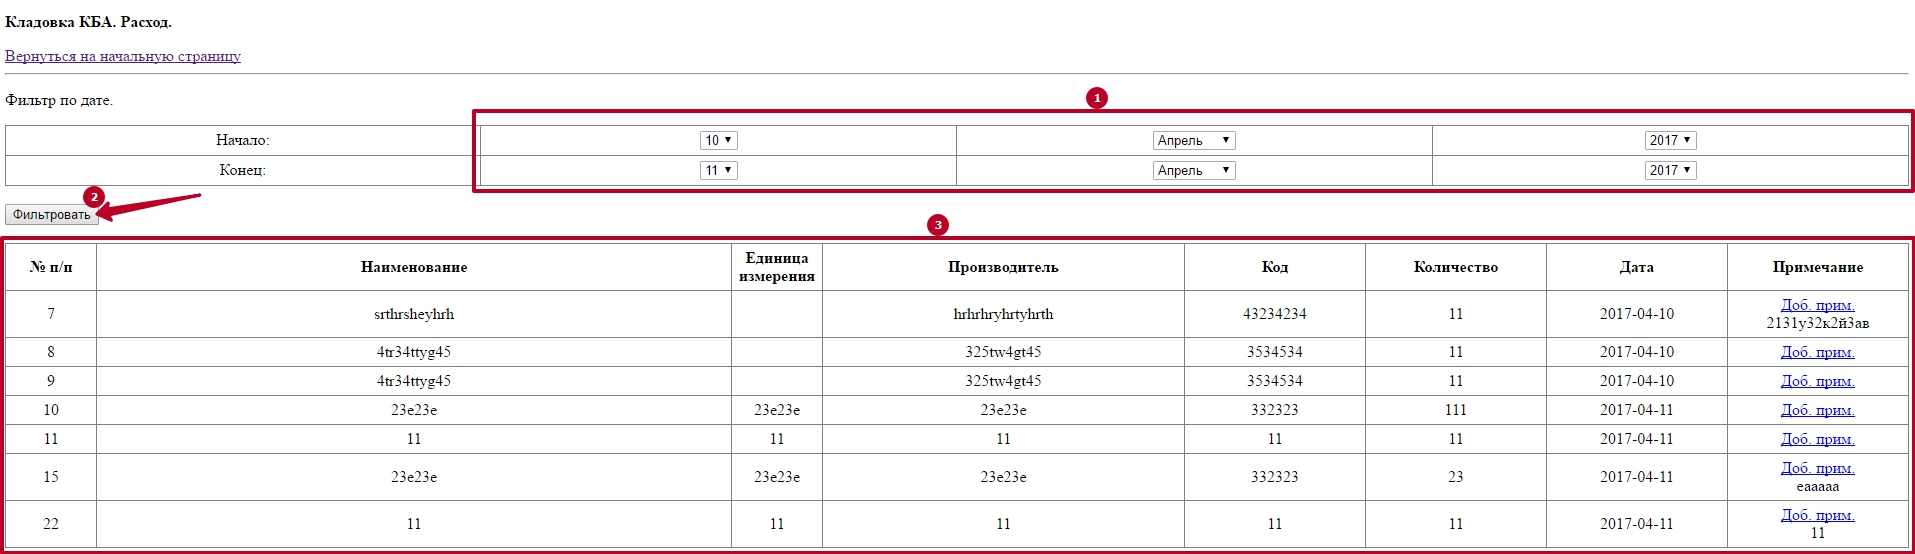 Кладовка КБА. Расход.
Вернуться на начальную страницу
Фильтр по дате.
1
Начало: 10 Апрель 2017
Конец: 11 Апрель 2017
2
Фильтровать
3
№ п/п Наименование Единица измерения Производитель Код Количество Дата Примечание
7 srthrsheyhrh hrhrhryhrtyhrth 43234234 11 2017-04-10 Доб. прим.
2131у32к2й3ав
8 4tr34ttyg45 325tw4gt45 3534534 11 2017-04-10 Доб. прим.
9 4tr34ttyg45 325tw4gt45 3534534 11 2017-04-10 Доб. прим.
10 23e23e 23e23e 23e23e 332323 111 2017-04-11 Доб. прим.
11 11 11 11 11 11 2017-04-11 Доб. прим.
15 23e23e 23e23e 23e23e 332323 23 2017-04-11 Доб. прим.
еааааа
22 11 11 11 11 11 2017-04-11 Доб. прим.
11